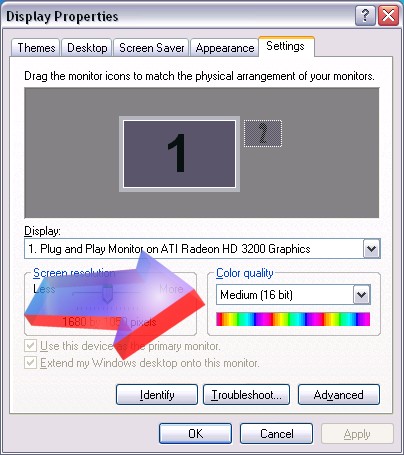 Display Properties
Themes Desktop Screen Saver Appearance Settings
Drag the monitor icons to match the physical arrangement of your monitors.
1 2
Display:
1. Plug and Play Monitor on ATI Radeon HD 3200 Graphics
Screen resolution
Less More
1680 by 1050 pixels
Color quality
Medium (16 bit)
Use this device as the primary monitor.
Extend my Windows desktop onto this monitor.
Identify Troubleshoot... Advanced
OK Cancel Apply